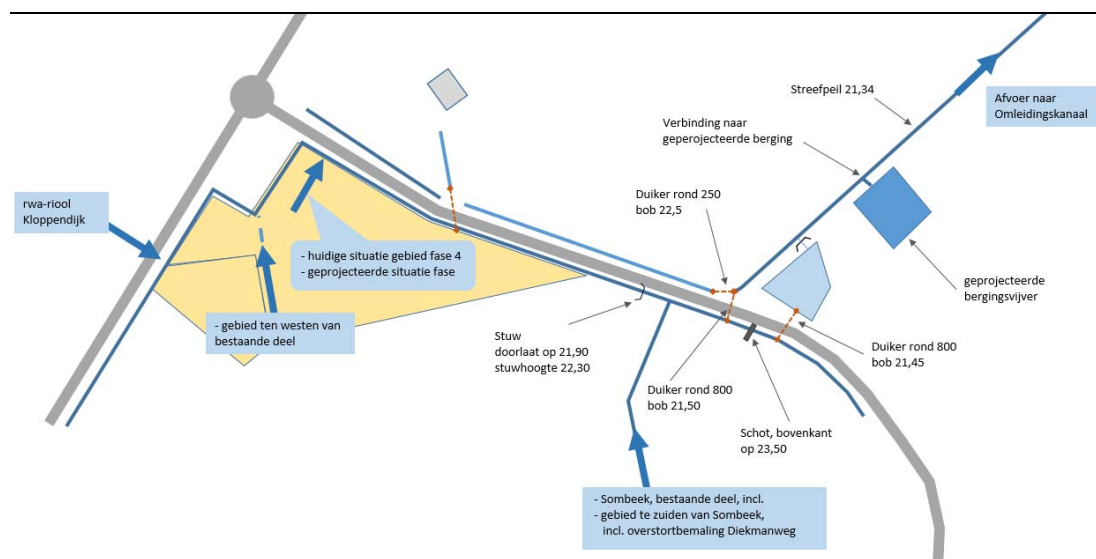 Streefpeil 21,34
Afvoer naar
Omleidingskanaal
Verbinding naar
geperojecteerde berging
rwa-riool
Kloppendijk
Duiker rond 250
bob 22,5
- huidige situatie gebied fase 4
- geprojecteerde situatie fase
geprojecteerde
bergingsvijver
- gebied ten westen van
bestaande deel
Stuw
doorlaat op 21,90
stuwhoogte 22,30
Duiker rond 800
bob 21,45
Duiker rond 800
bob 21,50
Schot, bovenkant
op 23,50
- Sombeek, bestaande deel, incl.
- gebied te zuiden van Sombeek,
incl. overstortbemaling Diekmanweg